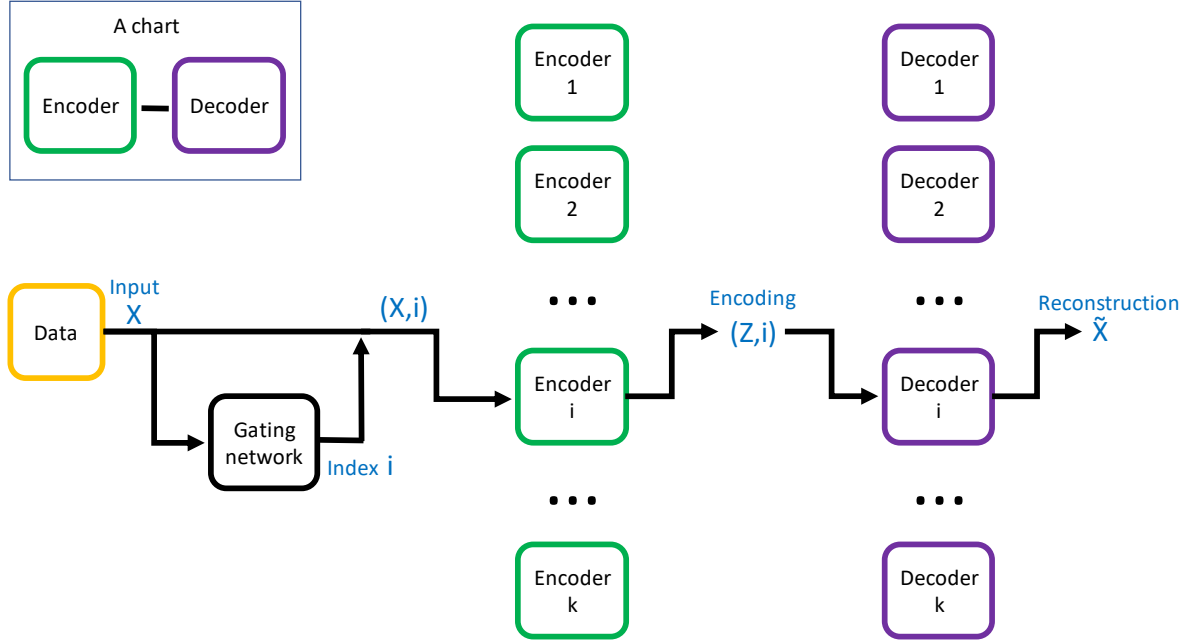 A chart
Encoder
Decoder
Encoder
1
Decoder
1
Encoder
2
Decoder
2
Data
Input
X
(X,i)
...
Encoding
(Z,i)
...
Reconstruction
X̃
Gating
network
Index i
Encoder
i
Decoder
i
...
...
Encoder
k
Decoder
k